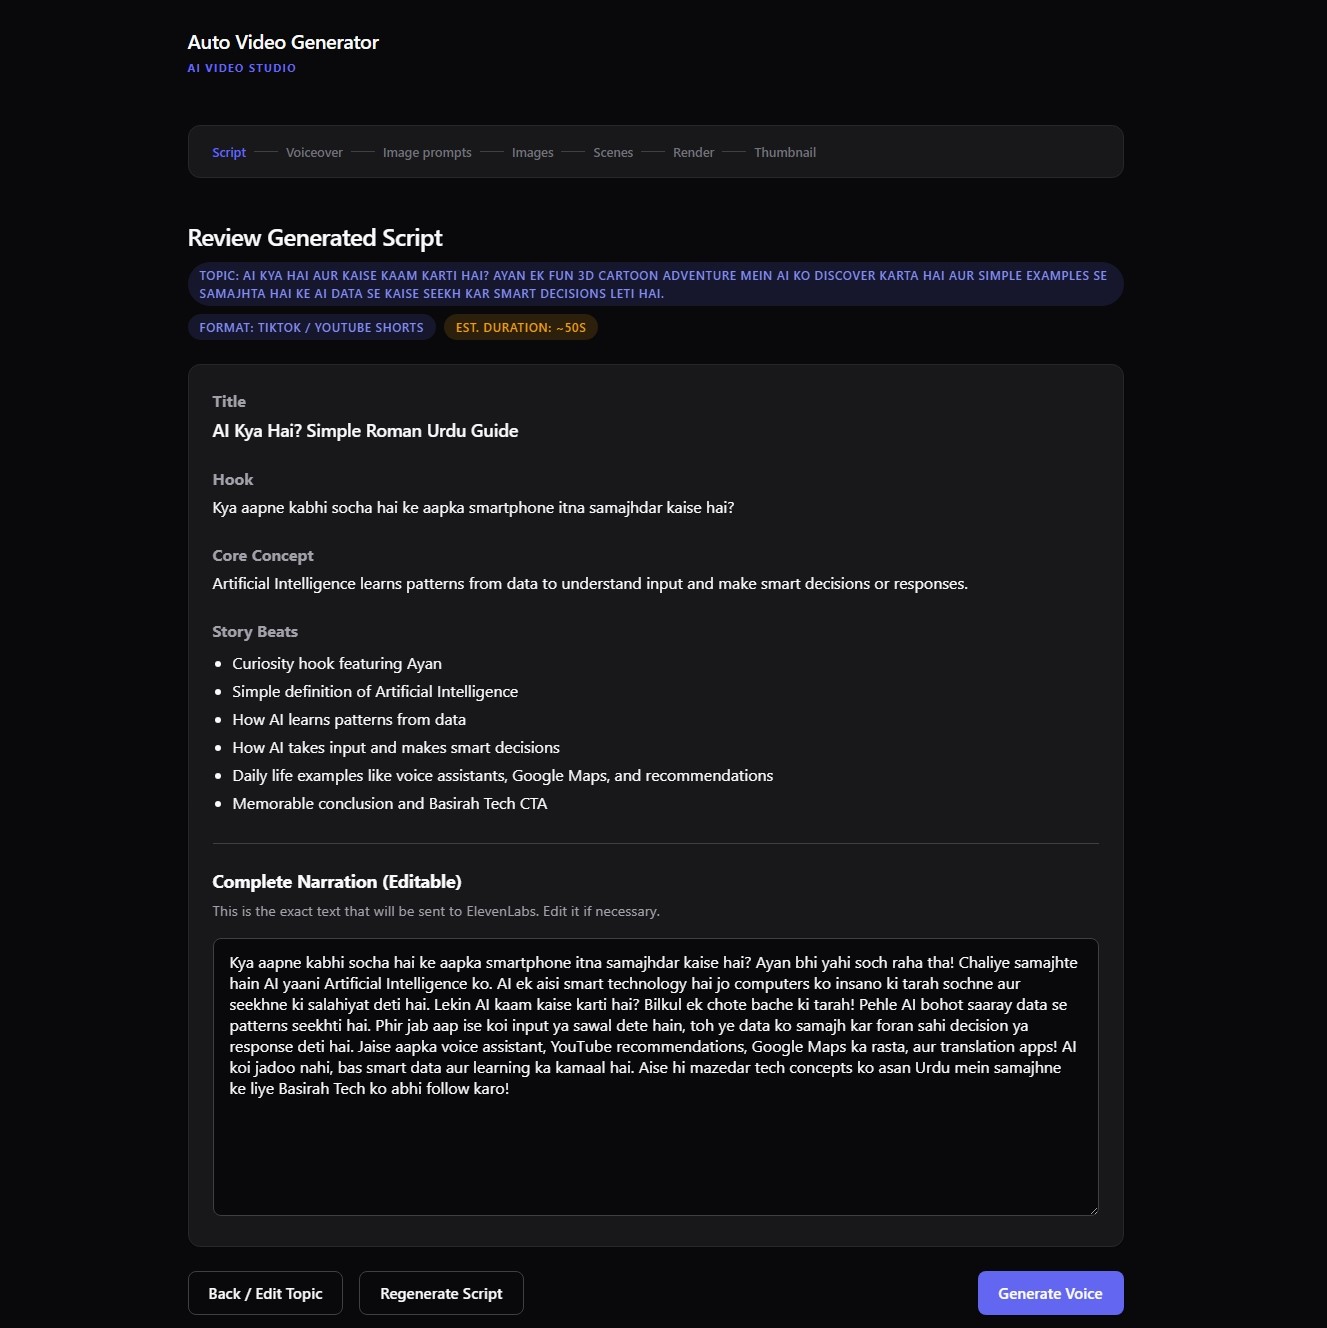 Auto Video Generator
AI VIDEO STUDIO
Script
Voiceover
Image prompts
Images
Scenes
Render
Thumbnail
Review Generated Script
TOPIC: AI KYA HAI AUR KAISE KAAM KARTI HAI? AYAN EK FUN 3D CARTOON ADVENTURE MEIN AI KO DISCOVER KARTA HAI AUR SIMPLE EXAMPLES SE
SAMAJHTA HAI KE AI DATA SE KAISE SEEKH KAR SMART DECISIONS LETI HAI.
FORMAT: TIKTOK / YOUTUBE SHORTS
EST. DURATION: ~50S
Title
AI Kya Hai? Simple Roman Urdu Guide
Hook
Kya aapne kabhi socha hai ke aapka smartphone itna samajhdar kaise hai?
Core Concept
Artificial Intelligence learns patterns from data to understand input and make smart decisions or responses.
Story Beats
• Curiosity hook featuring Ayan
• Simple definition of Artificial Intelligence
• How AI learns patterns from data
• How AI takes input and makes smart decisions
• Daily life examples like voice assistants, Google Maps, and recommendations
• Memorable conclusion and Basirah Tech CTA
Complete Narration (Editable)
This is the exact text that will be sent to ElevenLabs. Edit it if necessary.
Kya aapne kabhi socha hai ke aapka smartphone itna samajhdar kaise hai? Ayan bhi yahi soch raha tha! Chaliye samajhte
hain AI yaani Artificial Intelligence ko. AI ek aisi smart technology hai jo computers ko insano ki tarah sochne aur
seekhne ki salahiyat deti hai. Lekin AI kaam kaise karti hai? Bilkul ek chote bache ki tarah! Pehle AI bohot saaray data se
patterns seekhti hai. Phir jab aap ise koi input ya sawal dete hain, toh ye data ko samajh kar foran sahi decision ya
response deti hai. Jaise aapka voice assistant, YouTube recommendations, Google Maps ka rasta, aur translation apps! AI
koi jadoo nahi, bas smart data aur learning ka kamaal hai. Aise hi mazedar tech concepts ko asan Urdu mein samajhne
ke liye Basirah Tech ko abhi follow karo!
Back / Edit Topic
Regenerate Script
Generate Voice